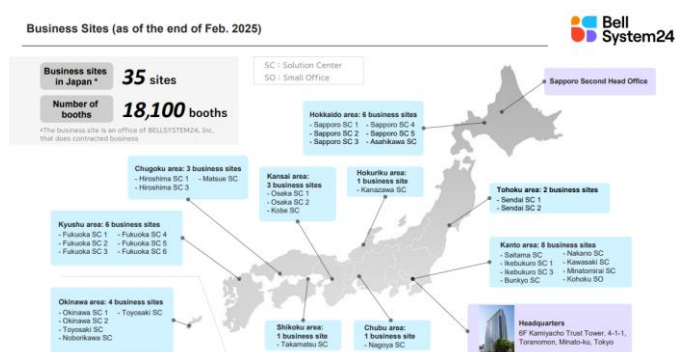 Business Sites (as of the end of Feb. 2025)
Bell
System24
Business sites
in Japan *
35 sites
Number of
booths
18,100 booths
*The business site is an office of BELLSYSTEM24, Inc.
that does contracted business
SC : Solution Center
SO : Small Office
Sapporo Second Head Office
Hokkaido area: 6 business sites
- Sapporo SC 1 - Sapporo SC 4
- Sapporo SC 2 - Sapporo SC 5
- Sapporo SC 3 - Asahikawa SC
Chugoku area: 3 business sites
- Hiroshima SC 1 - Matsue SC
- Hiroshima SC 3
Kansai area:
3 business sites
- Osaka SC 1
- Osaka SC 2
- Kobe SC
Hokuriku area:
1 business site
- Kanazawa SC
Tohoku area: 2 business sites
- Sendai SC 1
- Sendai SC 2
Kyushu area: 6 business sites
- Fukuoka SC 1 - Fukuoka SC 4
- Fukuoka SC 2 - Fukuoka SC 5
- Fukuoka SC 3 - Fukuoka SC 6
Kanto area: 8 business sites
- Saitama SC - Nakano SC
- Ikebukuro SC 1 - Kawasaki SC
- Ikebukuro SC 3 - Minatomirai SC
- Bunkyo SC - Kohoku SO
Okinawa area: 4 business sites
- Okinawa SC 1 - Toyosaki SC
- Okinawa SC 2
- Toyosaki SC
- Noborikawa SC
Shikoku area:
1 business site
- Takamatsu SC
Chubu area:
1 business site
- Nagoya SC
Headquarters
6F Kamiyacho Trust Tower, 4-1-1,
Toranomon, Minato-ku, Tokyo